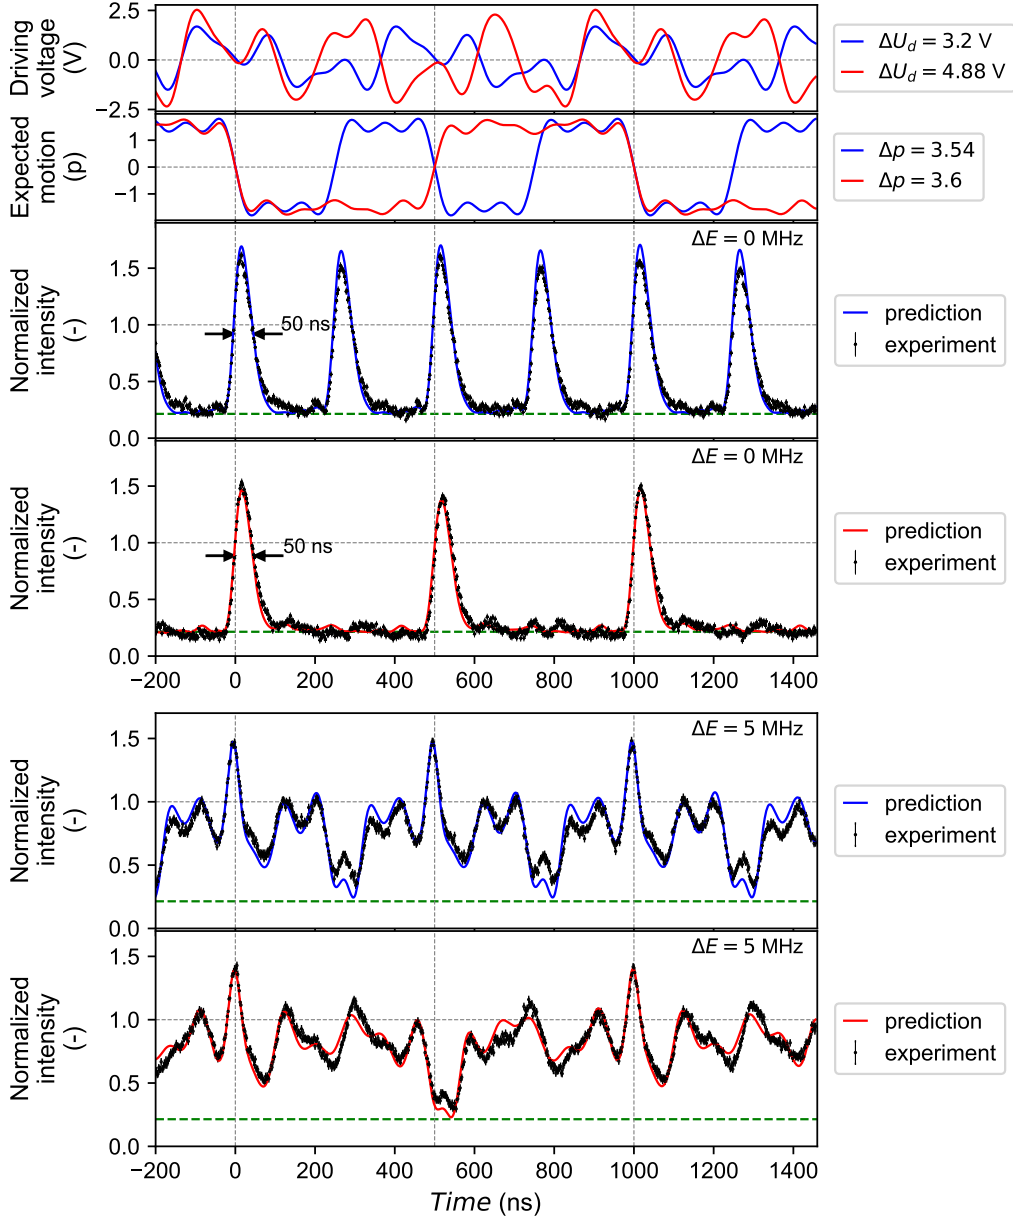 Driving
voltage
(V)
2.5
0.0
−2.5
ΔU_d = 3.2 V
ΔU_d = 4.88 V
Expected
motion
(p)
1
0
−1
Δp = 3.54
Δp = 3.6
Normalized
intensity
(-)
1.5
1.0
0.5
0.0
ΔE = 0 MHz
50 ns
prediction
experiment
Normalized
intensity
(-)
1.5
1.0
0.5
0.0
ΔE = 0 MHz
50 ns
prediction
experiment
−200 0 200 400 600 800 1000 1200 1400
Normalized
intensity
(-)
1.5
1.0
0.5
0.0
ΔE = 5 MHz
prediction
experiment
Normalized
intensity
(-)
1.5
1.0
0.5
0.0
ΔE = 5 MHz
prediction
experiment
−200 0 200 400 600 800 1000 1200 1400
Time (ns)